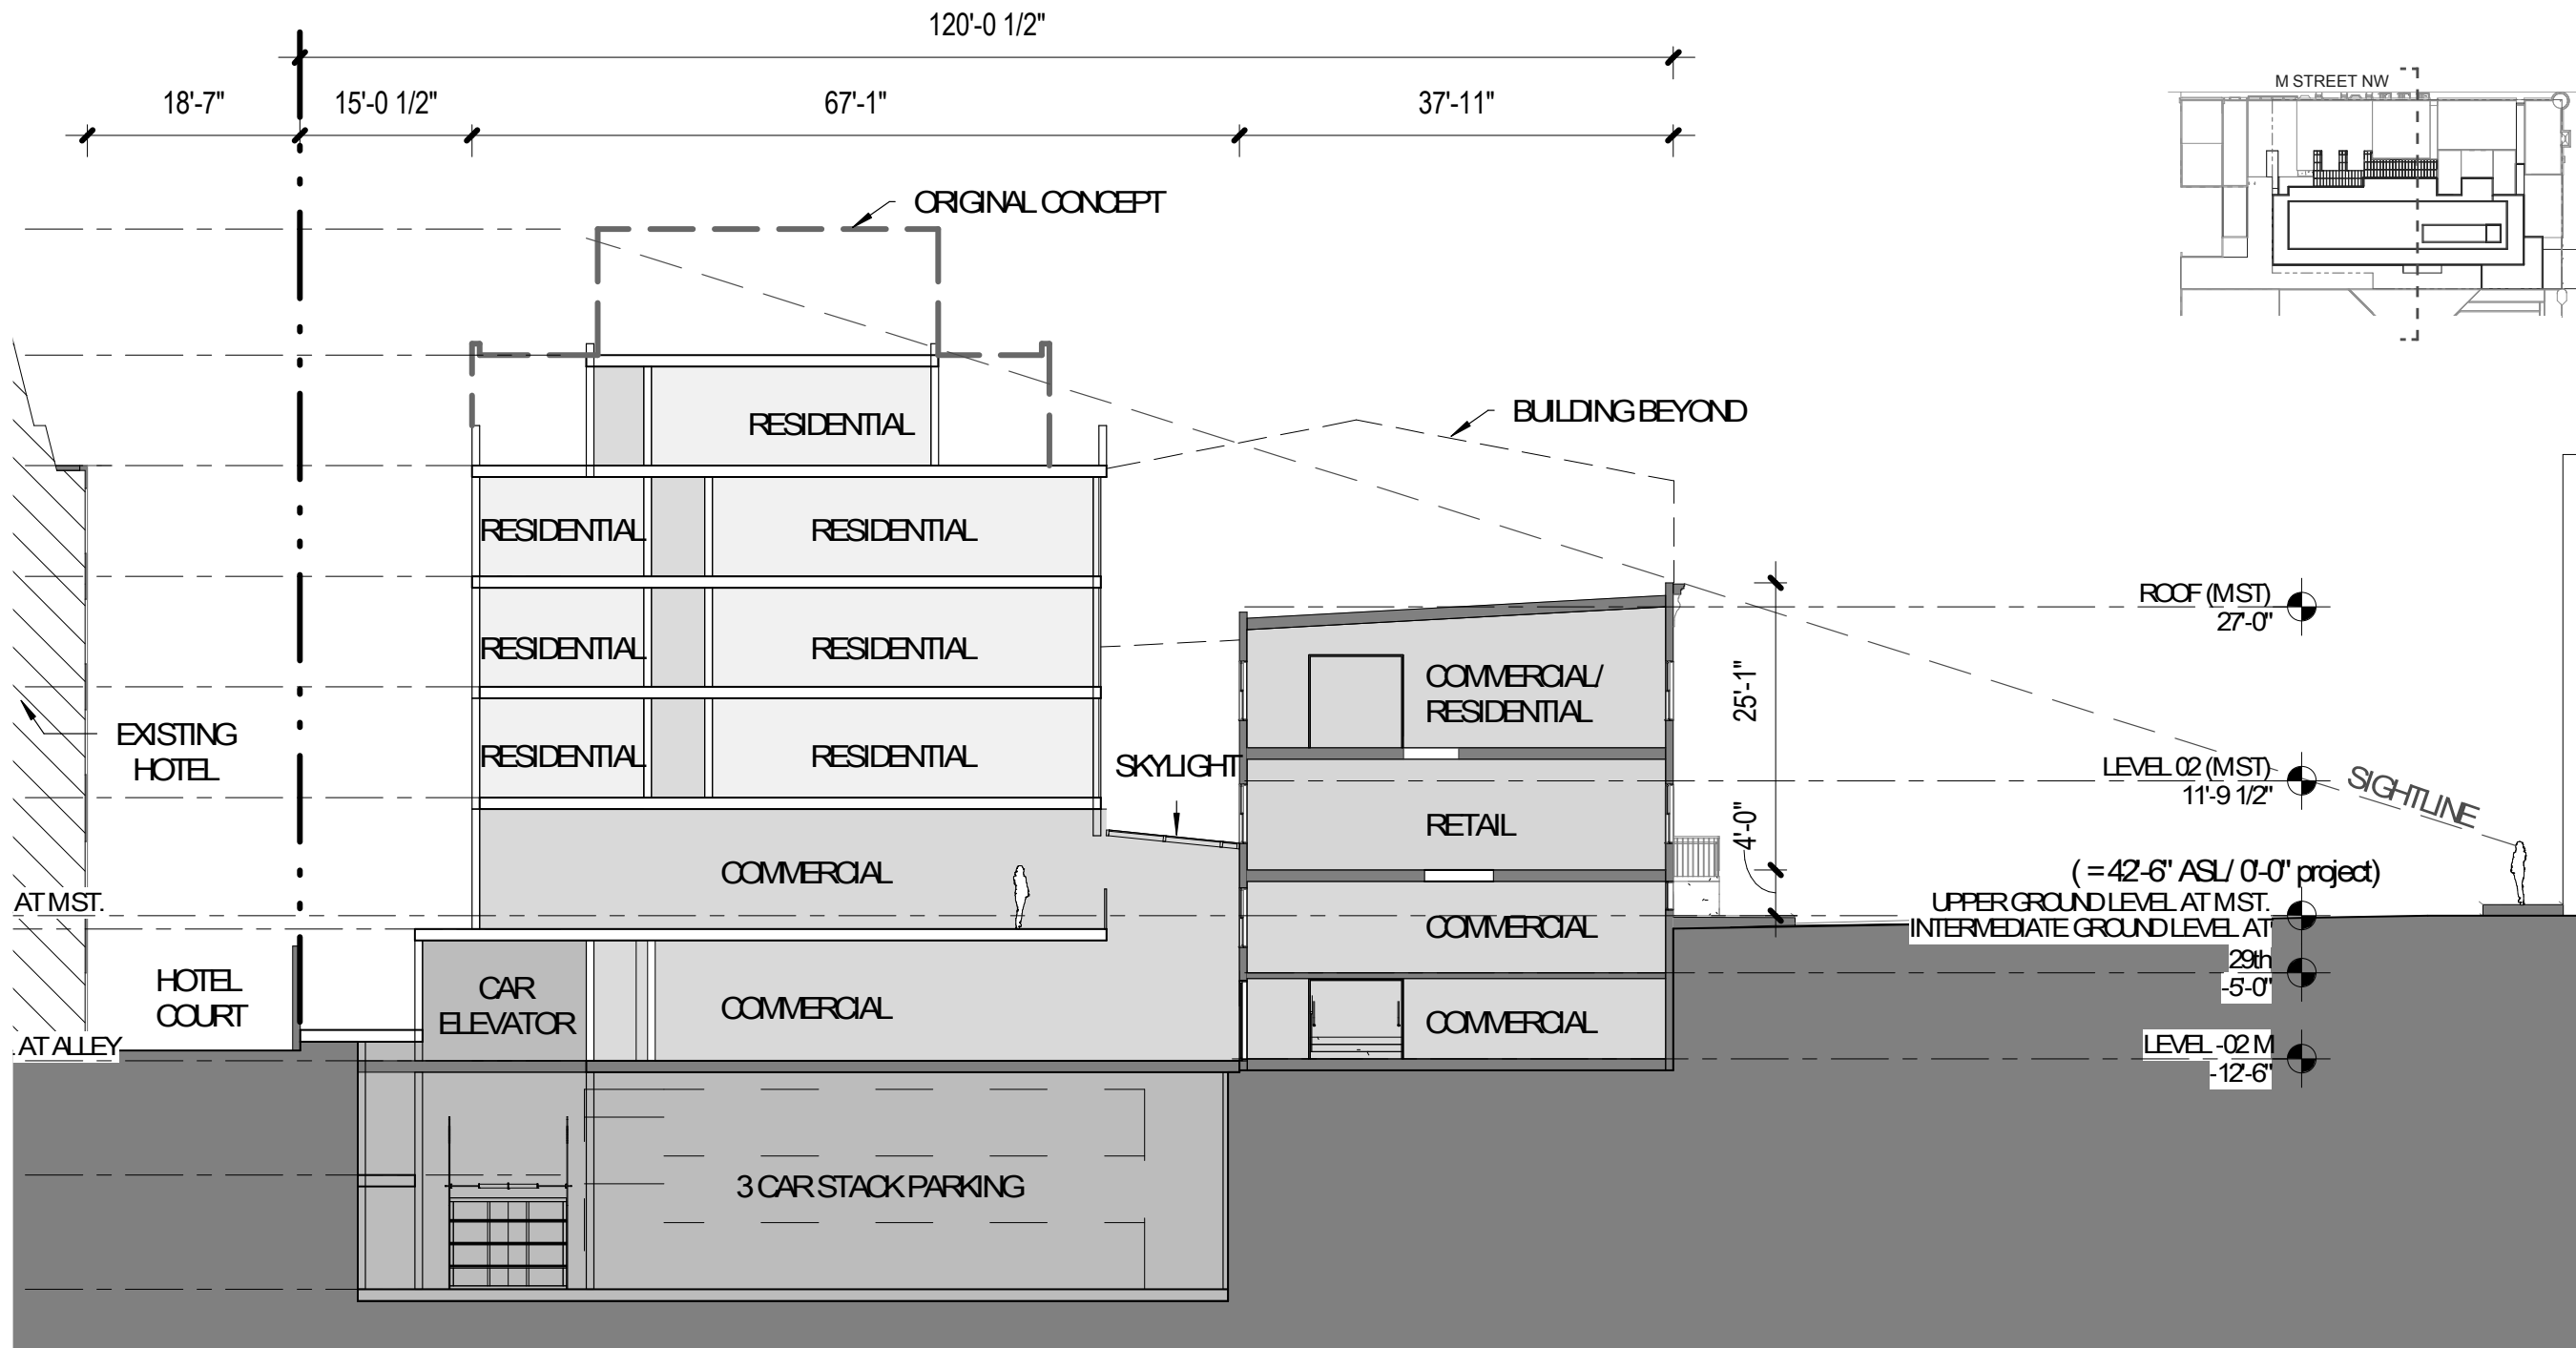 120'-0 1/2"
18'-7"
15'-0 1/2"
67'-1"
37'-11"
M STREET NW
ORIGINAL CONCEPT
BUILDING BEYOND
RESIDENTIAL
RESIDENTIAL
RESIDENTIAL
RESIDENTIAL
RESIDENTIAL
RESIDENTIAL
RESIDENTIAL
ROOF (M ST)
27'-0"
COMMERCIAL/
RESIDENTIAL
25'-1"
EXISTING
HOTEL
SKYLIGHT
LEVEL 02 (M ST)
11'-9 1/2"
SIGHTLINE
RETAIL
4'-0"
COMMERCIAL
( = 42'-6" ASL/ 0'-0" project)
AT M ST.
UPPER GROUND LEVEL AT M ST.
INTERMEDIATE GROUND LEVEL AT
29th
-5'-0"
COMMERCIAL
HOTEL
COURT
CAR
ELEVATOR
COMMERCIAL
COMMERCIAL
. AT ALLEY
LEVEL -02 M
-12'-6"
3 CAR STACK PARKING